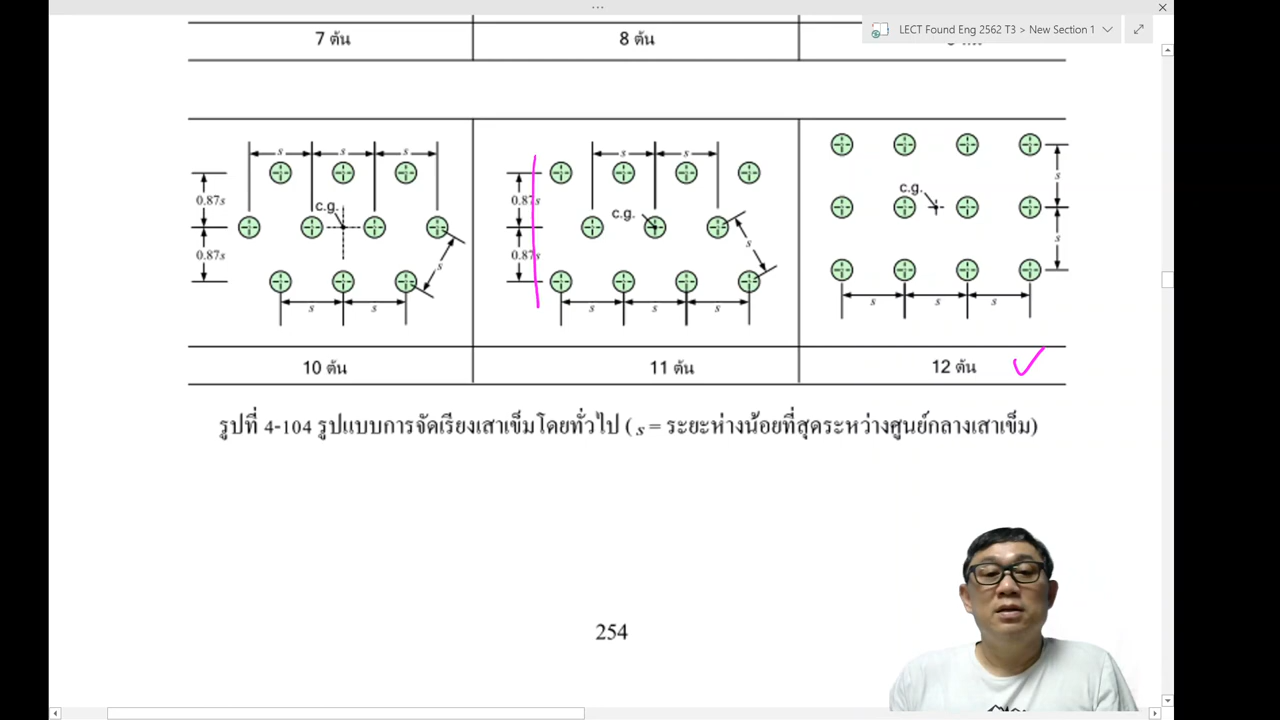 ...
LECT Found Eng 2562 T3 > New Section 1
7 ต้น
8 ต้น
s s s
0.87s
0.87s
c.g.
s
s s
s s
0.87s
0.87s
c.g.
s
s s s
c.g.
s
s
s s s
10 ต้น
11 ต้น
12 ต้น
รูปที่ 4-104 รูปแบบการจัดเรียงเสาเข็มโดยทั่วไป ( s = ระยะห่างน้อยที่สุดระหว่างศูนย์กลางเสาเข็ม)
254